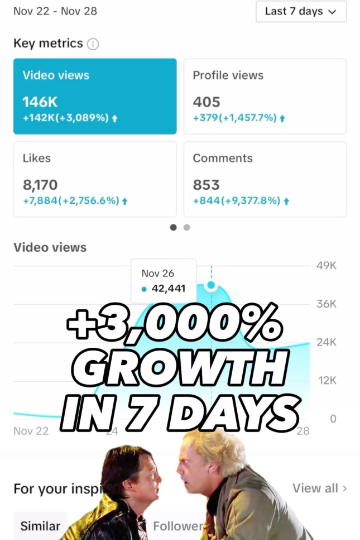 Nov 22 - Nov 28
Last 7 days
Key metrics
Video views
146K
+142K(+3,089%)
Profile views
405
+379(+1,457.7%)
Likes
8,170
+7,884(+2,756.6%)
Comments
853
+844(+9,377.8%)
Video views
Nov 26
42,441
49K
36K
12K
0
+3,000%
GROWTH
IN 7 DAYS
Nov 22
24
28
For your inspi
View all
Similar
Follower